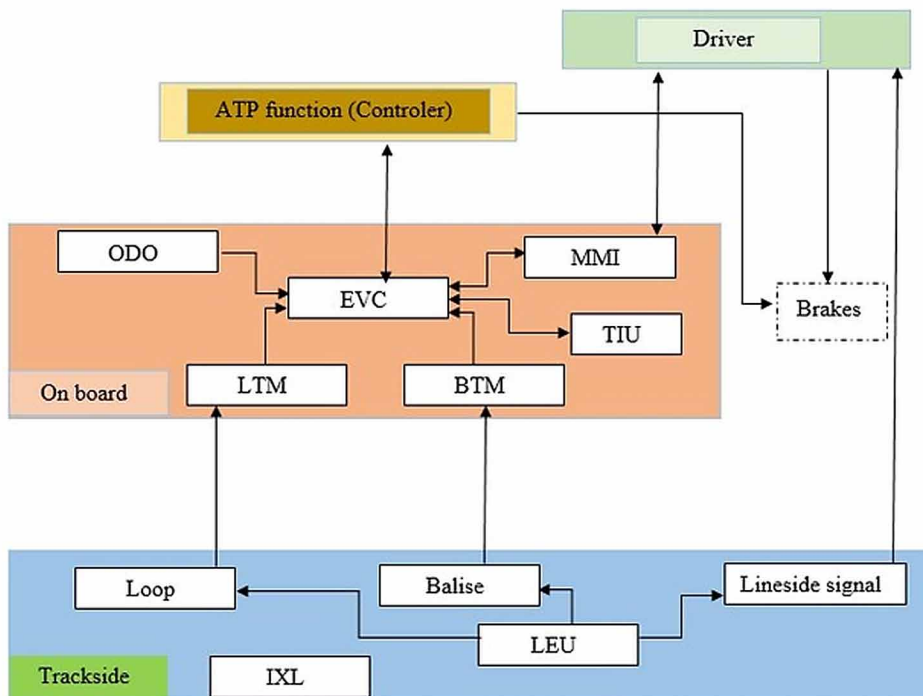 Driver
ATP function (Controler)
ODO
MMI
EVC
TIU
Brakes
LTM
BTM
On board
Loop
Balise
Lineside signal
LEU
Trackside
IXL